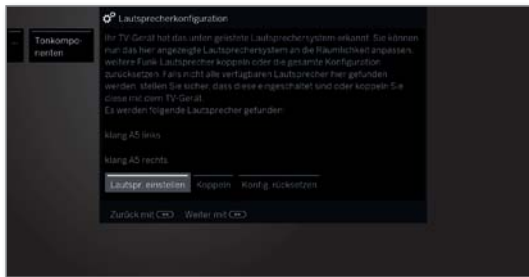 Lautsprecherkonfiguration
...
Tonkompo-
nenten
Ihr TV-Gerät hat das unten gelistete Lautsprechersystem erkannt. Sie können
nun das hier angezeigte Lautsprechersystem an die Räumlichkeit anpassen,
weitere Funk Lautsprecher koppeln oder die gesamte Konfiguration
zurücksetzen. Falls nicht alle verfügbaren Lautsprecher hier gefunden
werden, stellen Sie sicher, dass diese eingeschaltet sind oder koppeln Sie
diese mit dem TV-Gerät.
Es werden folgende Lautsprecher gefunden:
klang A5 links
klang A5 rechts
Lautspr. einstellen Koppeln Konfig. rücksetzen
Zurück mit Weiter mit